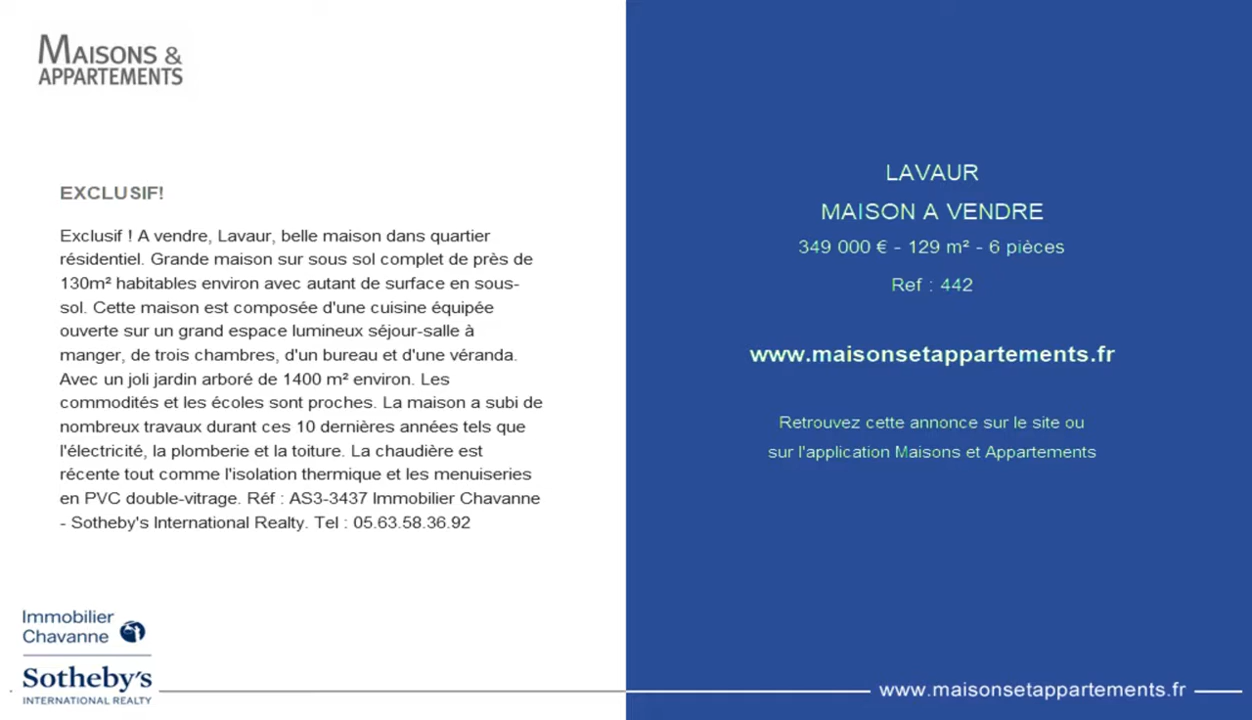 MAISONS &
APPARTEMENTS
EXCLUSIF!
Exclusif ! A vendre, Lavaur, belle maison dans quartier
résidentiel. Grande maison sur sous sol complet de près de
130m² habitables environ avec autant de surface en sous-
sol. Cette maison est composée d'une cuisine équipée
ouverte sur un grand espace lumineux séjour-salle à
manger, de trois chambres, d'un bureau et d'une véranda.
Avec un joli jardin arboré de 1400 m² environ. Les
commodités et les écoles sont proches. La maison a subi de
nombreux travaux durant ces 10 dernières années tels que
l'électricité, la plomberie et la toiture. La chaudière est
récente tout comme l'isolation thermique et les menuiseries
en PVC double-vitrage. Réf : AS3-3437 Immobilier Chavanne
- Sotheby's International Realty. Tel : 05.63.58.36.92
Immobilier
Chavanne
Sotheby's
INTERNATIONAL REALTY
LAVAUR
MAISON A VENDRE
349 000 € - 129 m² - 6 pièces
Ref : 442
www.maisonsetappartements.fr
Retrouvez cette annonce sur le site ou
sur l'application Maisons et Appartements
www.maisonsetappartements.fr